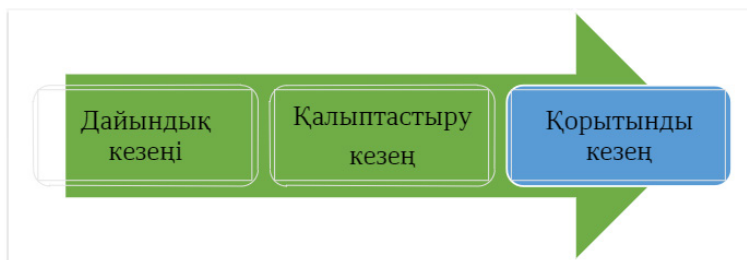 Дайындық
кезеңі
Қалыптастыру
кезең
Қорытынды
кезең